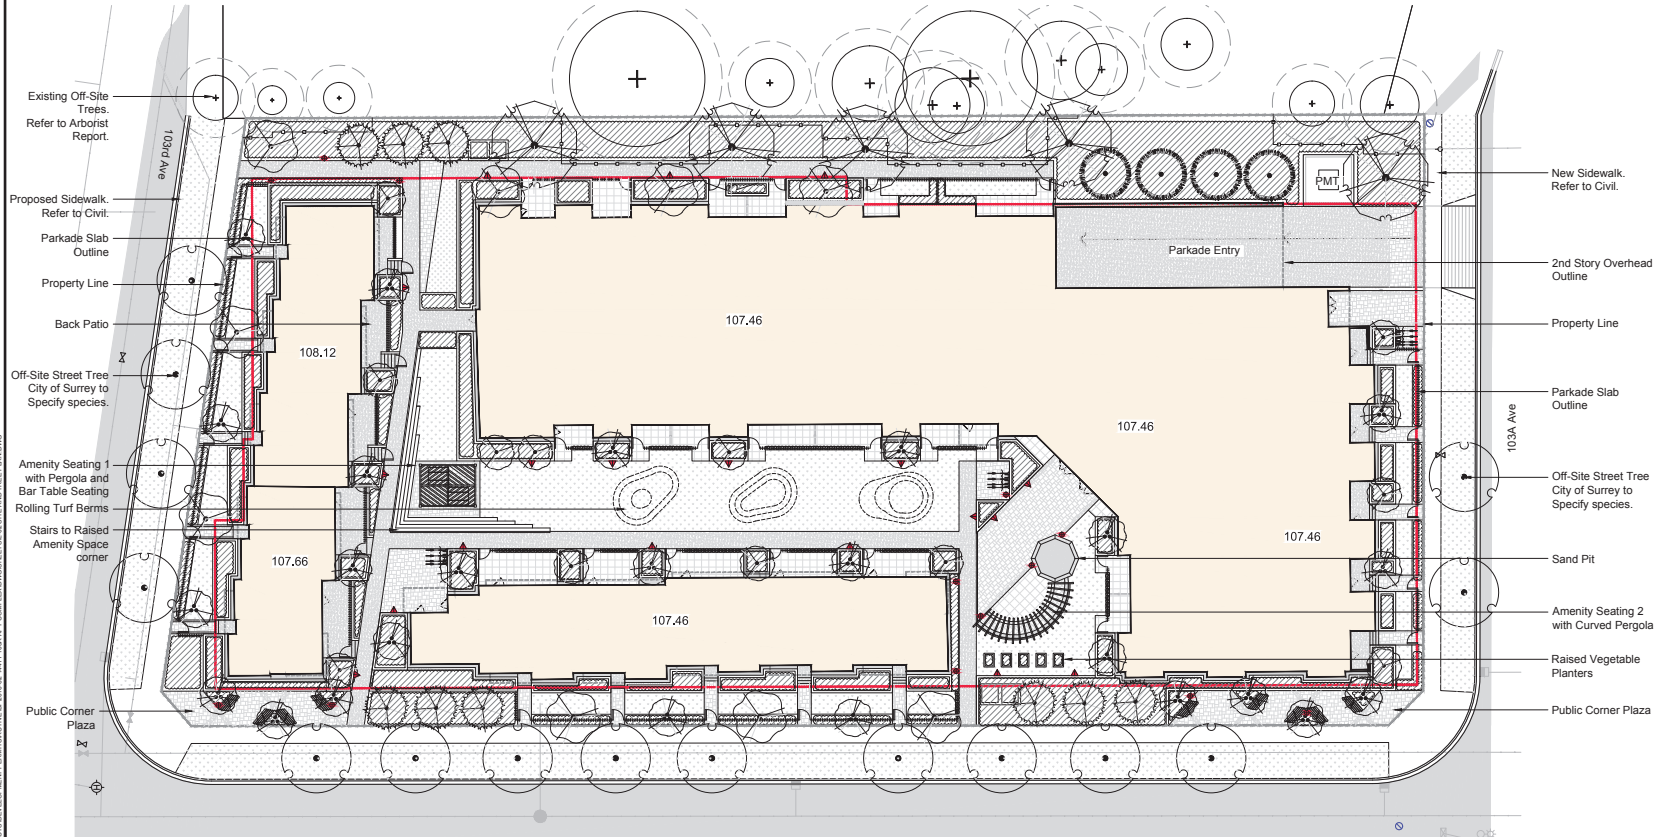 Existing Off-Site
Trees.
Refer to Arborist
Report.
103rd Ave
Proposed Sidewalk.
Refer to Civil.
Parkade Slab
Outline
Property Line
Back Patio
Off-Site Street Tree
City of Surrey to
Specify species.
Amenity Seating 1
with Pergola and
Bar Table Seating
Rolling Turf Berms
Stairs to Raised
Amenity Space
corner
Public Corner
Plaza
108.12
107.66
107.46
107.46
107.46
107.46
Parkade Entry
PMT
New Sidewalk.
Refer to Civil.
2nd Story Overhead
Outline
Property Line
Parkade Slab
Outline
103A Ave
Off-Site Street Tree
City of Surrey to
Specify species.
Sand Pit
Amenity Seating 2
with Curved Pergola
Raised Vegetable
Planters
Public Corner Plaza